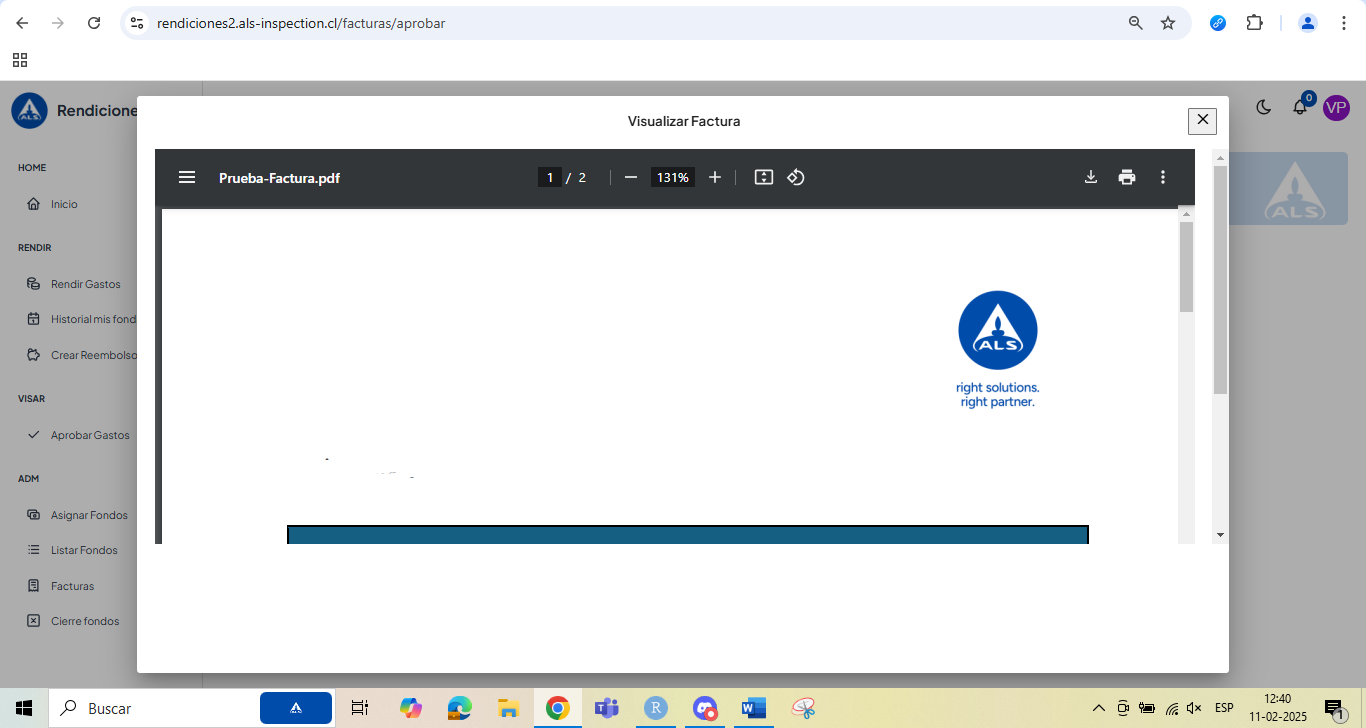 rendiciones2.als-inspection.cl/facturas/aprobar
ALS
Rendicione
Visualizar Factura
0
VP
HOME
Inicio
RENDIR
Rendir Gastos
Historial mis fond
Crear Reembolso
VISAR
Aprobar Gastos
ADM
Asignar Fondos
Listar Fondos
Facturas
Cierre fondos
Prueba-Factura.pdf
1 / 2
131%
ALS
right solutions.
right partner.
ALS
Buscar
R
W
ESP
12:40
11-02-2025
1